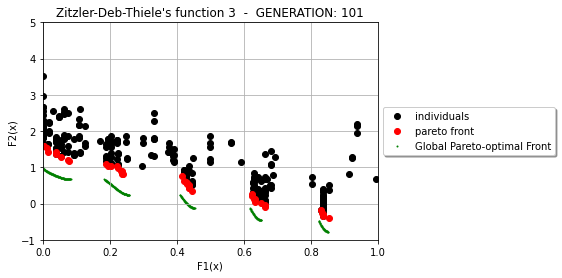 Zitzler-Deb-Thiele's function 3 - GENERATION: 101
5
4
3
2
1
0
−1
F2(x)
0.0 0.2 0.4 0.6 0.8 1.0
F1(x)
individuals
pareto front
Global Pareto-optimal Front